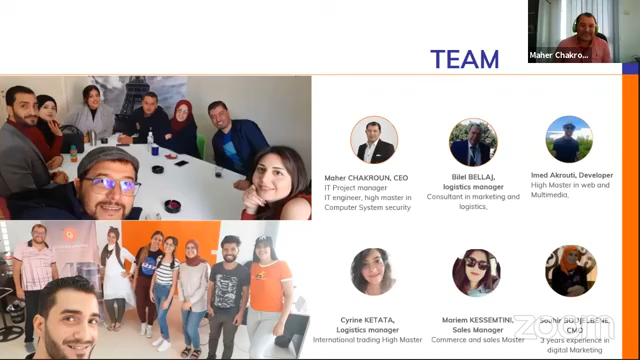 TEAM
Maher Chakro...
Maher CHAKROUN, CEO
IT Project manager
IT engineer, high master in
Computer System security
Bilel BELLAJ,
logistics manager
Consultant in marketing and
logistics,
Imed Akrouti, Developer
High Master in web and
Multimedia,
Cyrine KETATA,
Logistics manager
International trading High Master
Mariem KESSEMTINI,
Sales Manager
Commerce and sales Master
CMO
3 years experience in
digital Marketing
zoom